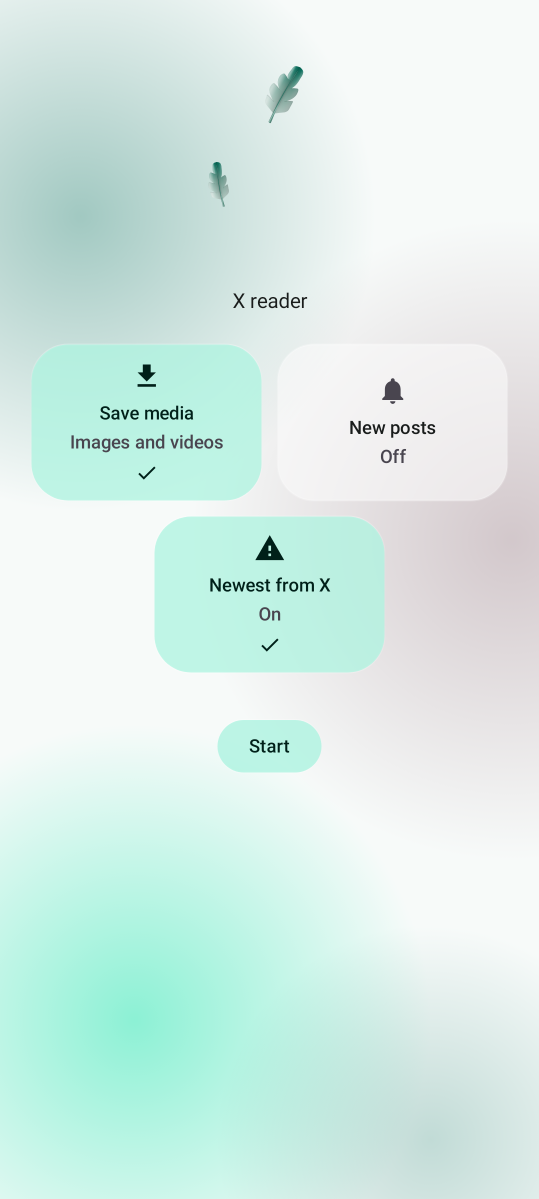 X reader
Save media
Images and videos
New posts
Off
Newest from X
On
Start